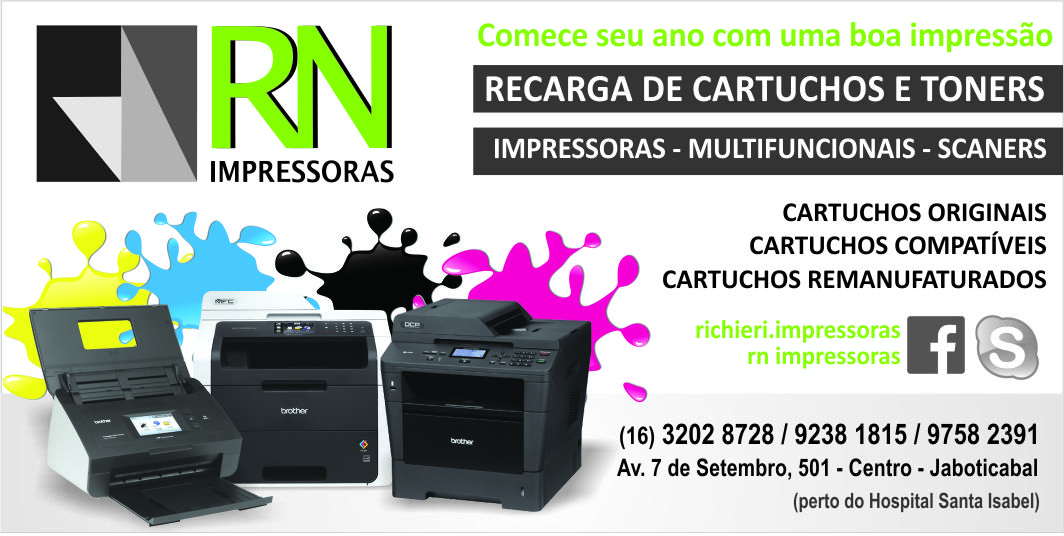 RN
IMPRESSORAS
Comece seu ano com uma boa impressão
RECARGA DE CARTUCHOS E TONERS
IMPRESSORAS - MULTIFUNCIONAIS - SCANERS
CARTUCHOS ORIGINAIS
CARTUCHOS COMPATÍVEIS
CARTUCHOS REMANUFATURADOS
richieri.impressoras
rn impressoras
f
S
MFC
DCP
brother
brother
brother
(16) 3202 8728 / 9238 1815 / 9758 2391
Av. 7 de Setembro, 501 - Centro - Jaboticabal
(perto do Hospital Santa Isabel)